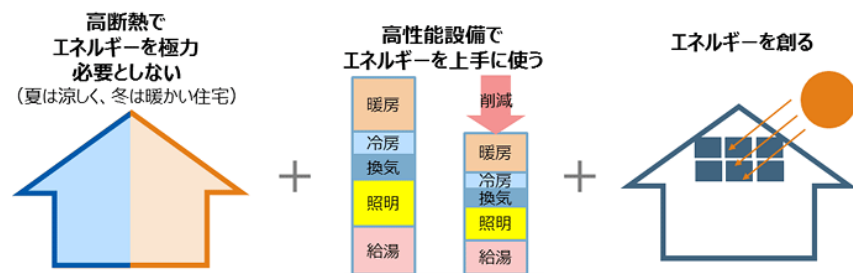 高断熱で
エネルギーを極力
必要としない
（夏は涼しく、冬は暖かい住宅）
高性能設備で
エネルギーを上手に使う
暖房
冷房
換気
照明
給湯
削減
暖房
冷房
換気
照明
給湯
エネルギーを創る